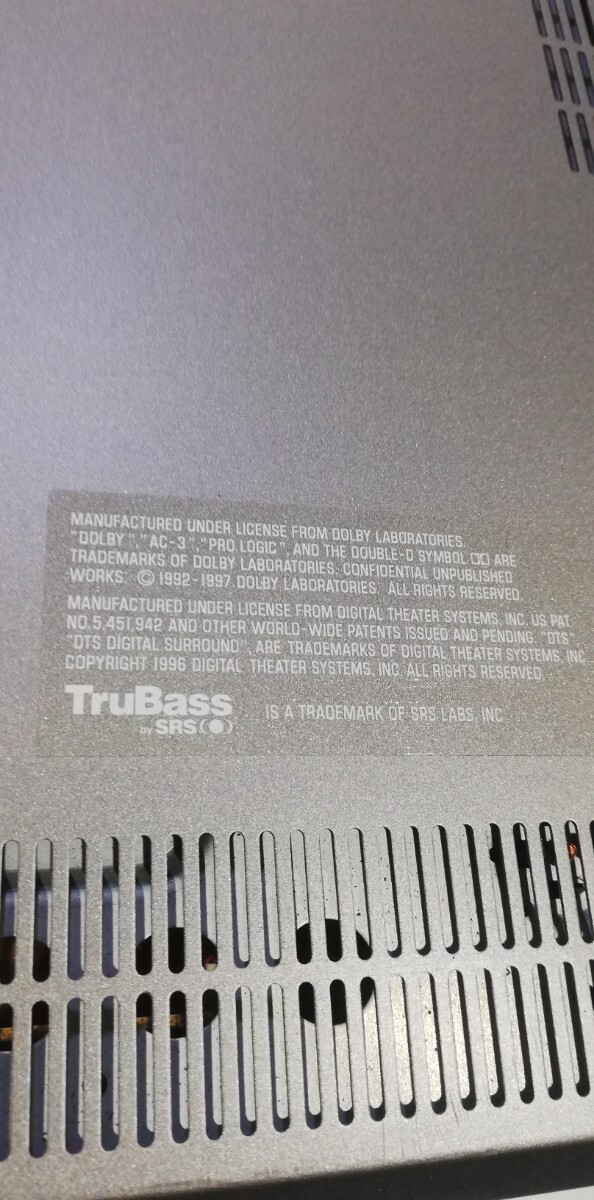 MANUFACTURED UNDER LICENSE FROM DOLBY LABORATORIES.
"DOLBY", "AC-3", "PRO LOGIC", AND THE DOUBLE-D SYMBOL ARE
TRADEMARKS OF DOLBY LABORATORIES. CONFIDENTIAL UNPUBLISHED
WORKS. © 1992-1997 DOLBY LABORATORIES. ALL RIGHTS RESERVED.
MANUFACTURED UNDER LICENSE FROM DIGITAL THEATER SYSTEMS, INC. US PAT.
NO.5,451,942 AND OTHER WORLD-WIDE PATENTS ISSUED AND PENDING. "DTS",
"DTS DIGITAL SURROUND", ARE TRADEMARKS OF DIGITAL THEATER SYSTEMS, INC.
COPYRIGHT 1996 DIGITAL THEATER SYSTEMS, INC. ALL RIGHTS RESERVED.
TruBass IS A TRADEMARK OF SRS LABS, INC.
by SRS